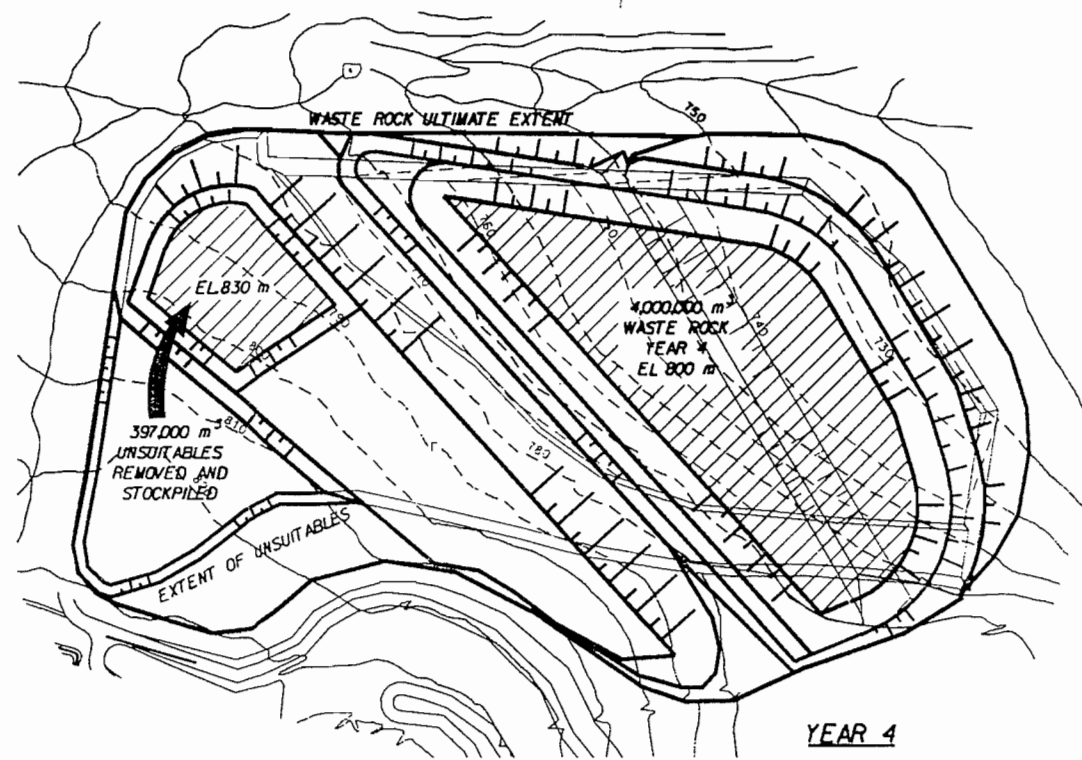 WASTE ROCK ULTIMATE EXTENT
750
760
EL.830 m
790
4,000,000 m³
WASTE ROCK
YEAR 4
EL 800 m
740
730
810
397,000 m³
UNSUITABLES
REMOVED AND
STOCKPILED
780
EXTENT OF UNSUITABLES
YEAR 4